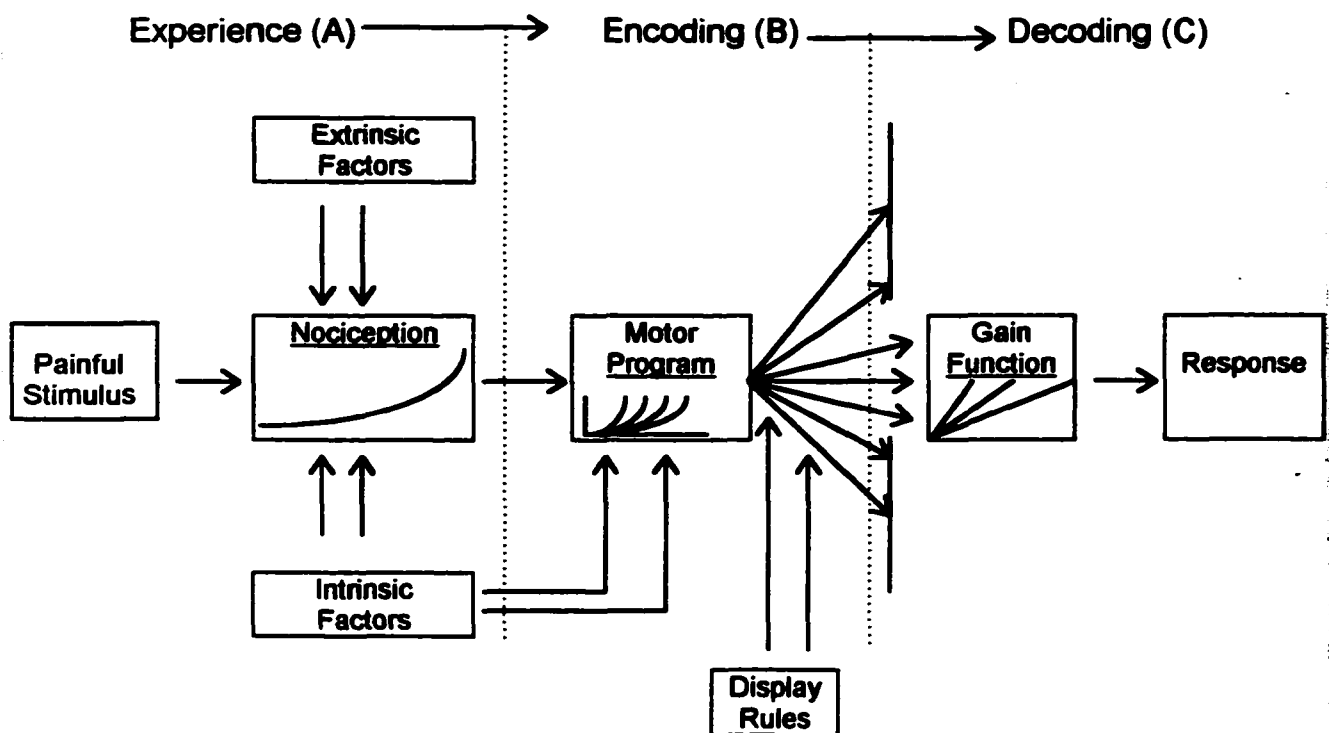 Experience (A)
Encoding (B)
Decoding (C)
Extrinsic
Factors
Painful
Stimulus
Nociception
Motor
Program
Gain
Function
Response
Intrinsic
Factors
Display
Rules